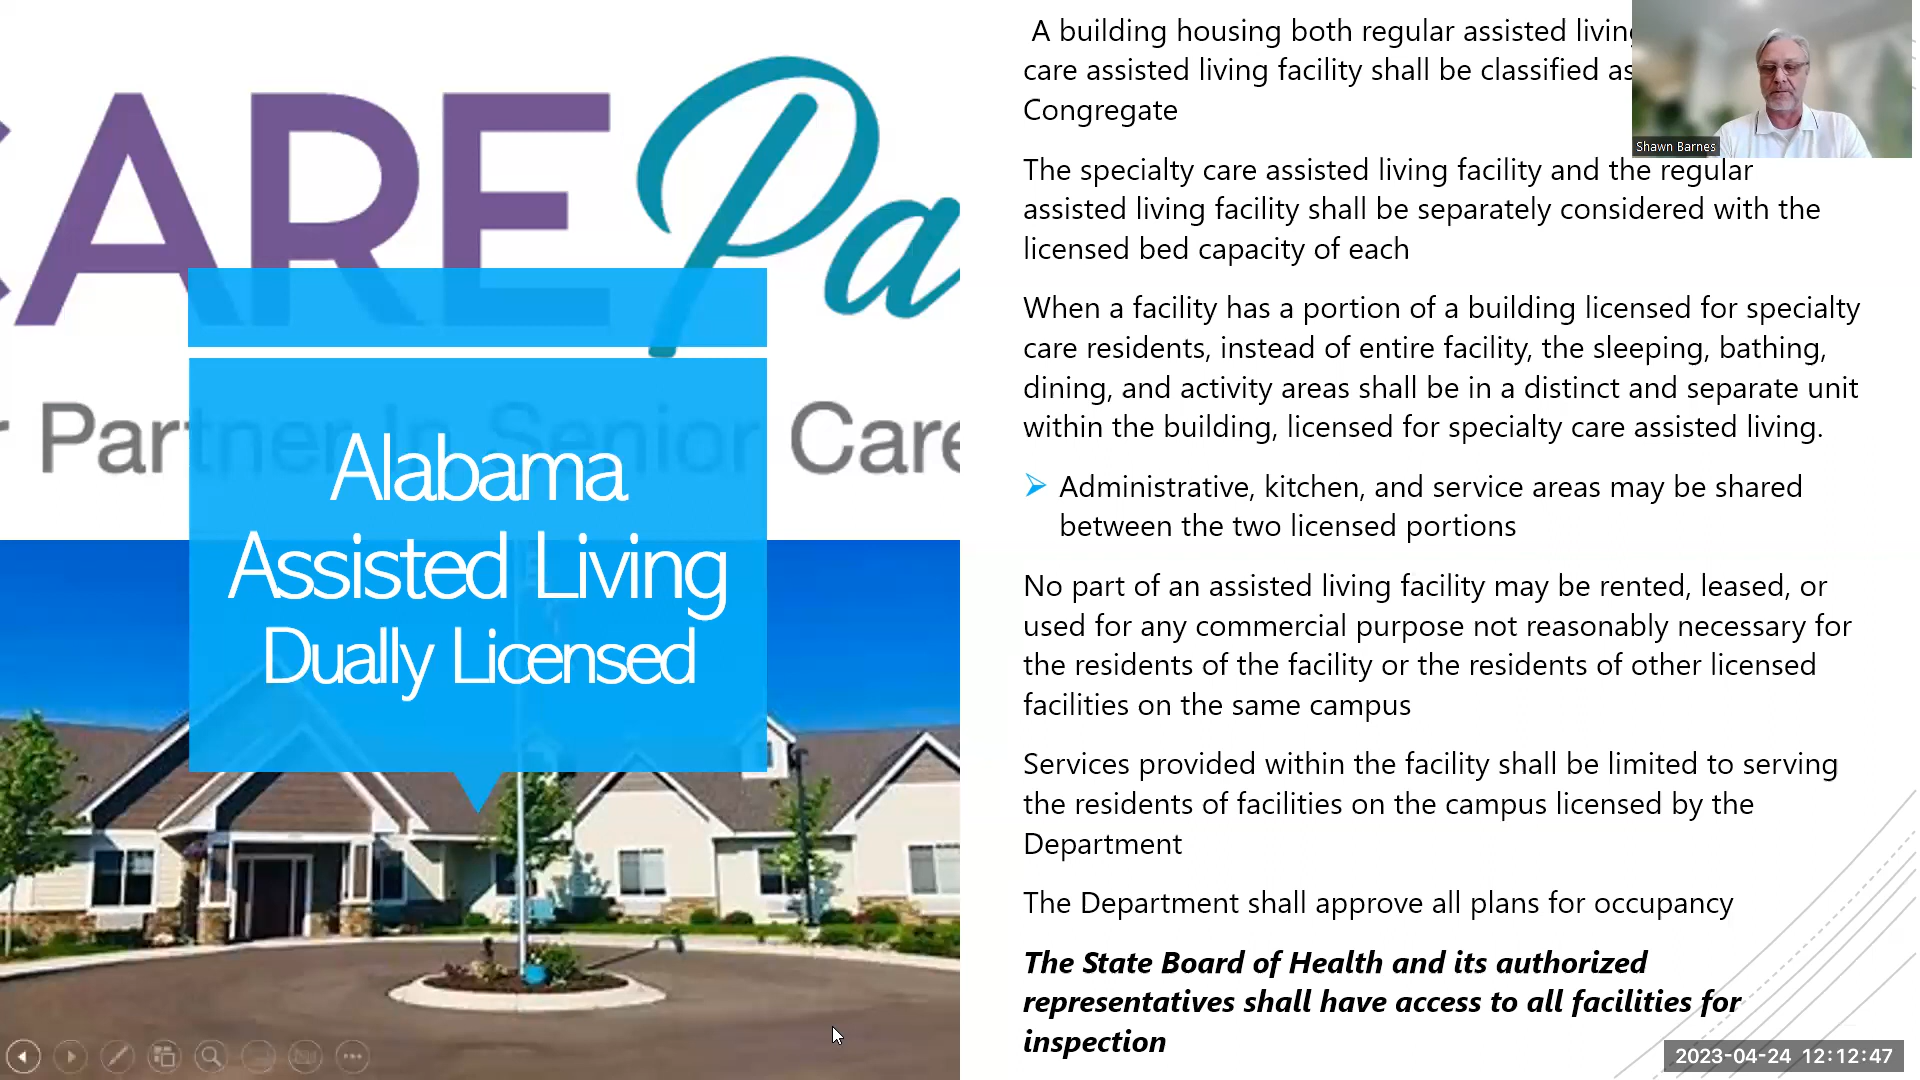 CARE Pa
r Partner In Senior Care
Alabama
Assisted Living
Dually Licensed
A building housing both regular assisted living
care assisted living facility shall be classified as
Congregate
The specialty care assisted living facility and the regular
assisted living facility shall be separately considered with the
licensed bed capacity of each
When a facility has a portion of a building licensed for specialty
care residents, instead of entire facility, the sleeping, bathing,
dining, and activity areas shall be in a distinct and separate unit
within the building, licensed for specialty care assisted living.
Administrative, kitchen, and service areas may be shared
between the two licensed portions
No part of an assisted living facility may be rented, leased, or
used for any commercial purpose not reasonably necessary for
the residents of the facility or the residents of other licensed
facilities on the same campus
Services provided within the facility shall be limited to serving
the residents of facilities on the campus licensed by the
Department
The Department shall approve all plans for occupancy
The State Board of Health and its authorized
representatives shall have access to all facilities for
inspection
Shawn Barnes
2023-04-24 12:12:47